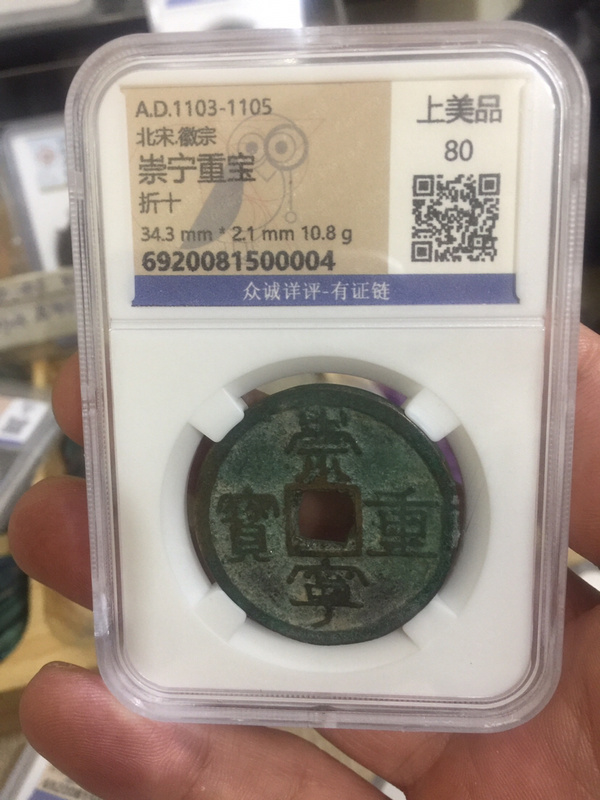 A.D.1103-1105
北宋.徽宗
崇宁重宝
折十
34.3 mm * 2.1 mm 10.8 g
6920081500004
众诚详评-有证链
上美品
80
崇
寳 重
寧